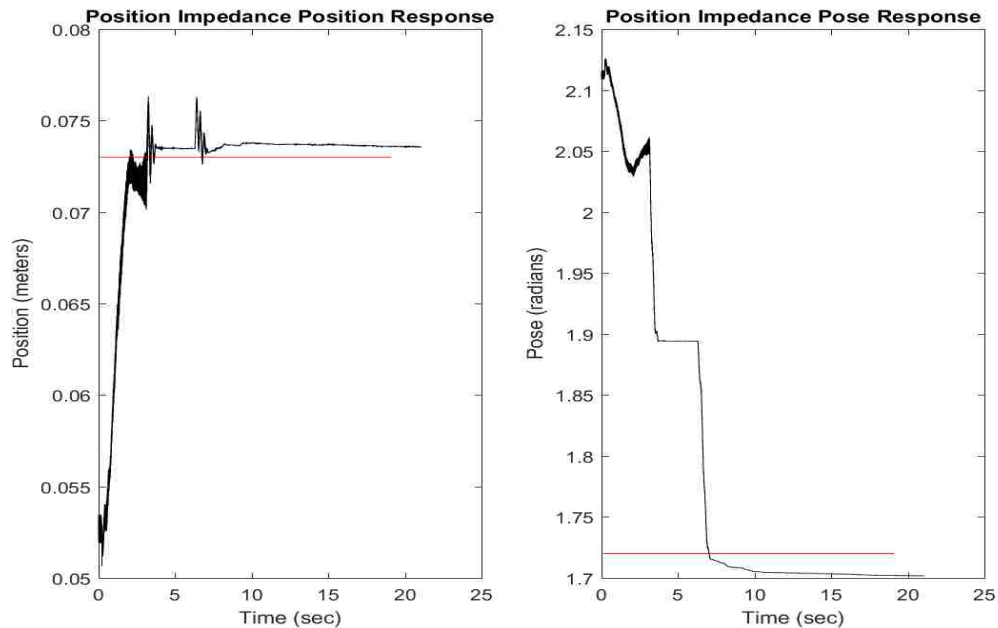 Position Impedance Position Response
0.08
0.075
0.07
0.065
0.06
0.055
0.05
Position (meters)
0 5 10 15 20 25
Time (sec)
Position Impedance Pose Response
2.15
2.1
2.05
2
1.95
1.9
1.85
1.8
1.75
1.7
Pose (radians)
0 5 10 15 20 25
Time (sec)